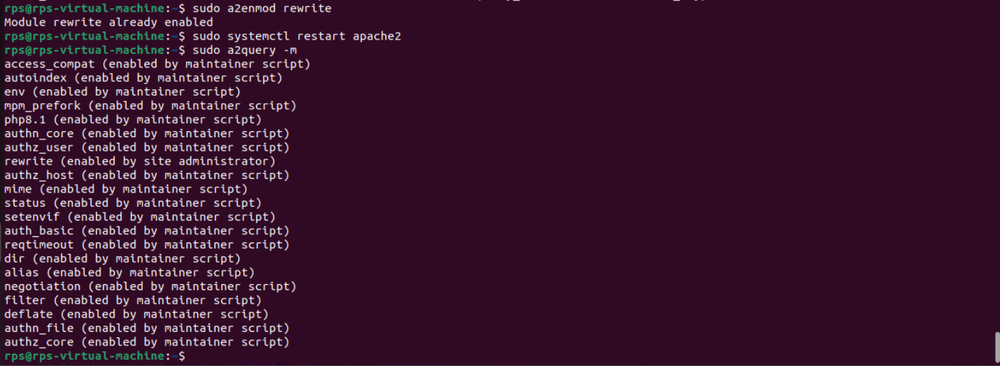 rps@rps-virtual-machine:~$ sudo a2enmod rewrite
Module rewrite already enabled
rps@rps-virtual-machine:~$ sudo systemctl restart apache2
rps@rps-virtual-machine:~$ sudo a2query -m
access_compat (enabled by maintainer script)
autoindex (enabled by maintainer script)
env (enabled by maintainer script)
mpm_prefork (enabled by maintainer script)
php8.1 (enabled by maintainer script)
authn_core (enabled by maintainer script)
authz_user (enabled by maintainer script)
rewrite (enabled by site administrator)
authz_host (enabled by maintainer script)
mime (enabled by maintainer script)
status (enabled by maintainer script)
setenvif (enabled by maintainer script)
auth_basic (enabled by maintainer script)
reqtimeout (enabled by maintainer script)
dir (enabled by maintainer script)
alias (enabled by maintainer script)
negotiation (enabled by maintainer script)
filter (enabled by maintainer script)
deflate (enabled by maintainer script)
authn_file (enabled by maintainer script)
authz_core (enabled by maintainer script)
rps@rps-virtual-machine:~$